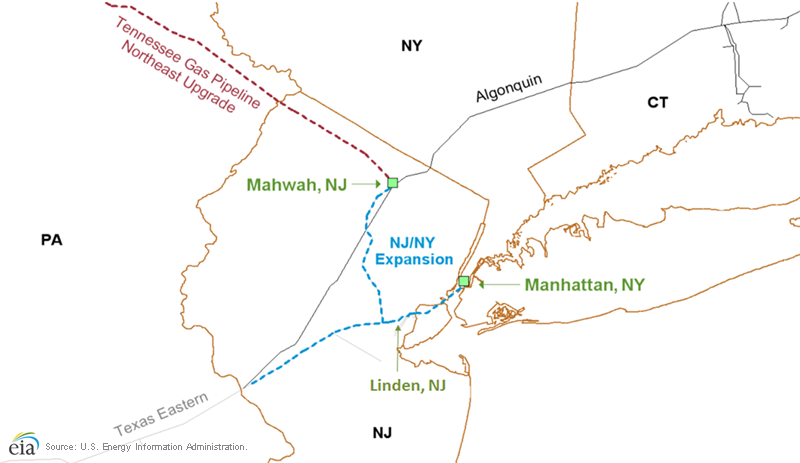 NY
Tennessee Gas Pipeline
Northeast Upgrade
Algonquin
CT
Mahwah, NJ
PA
NJ/NY
Expansion
Manhattan, NY
Linden, NJ
Texas Eastern
NJ
eia
Source: U.S. Energy Information Administration.